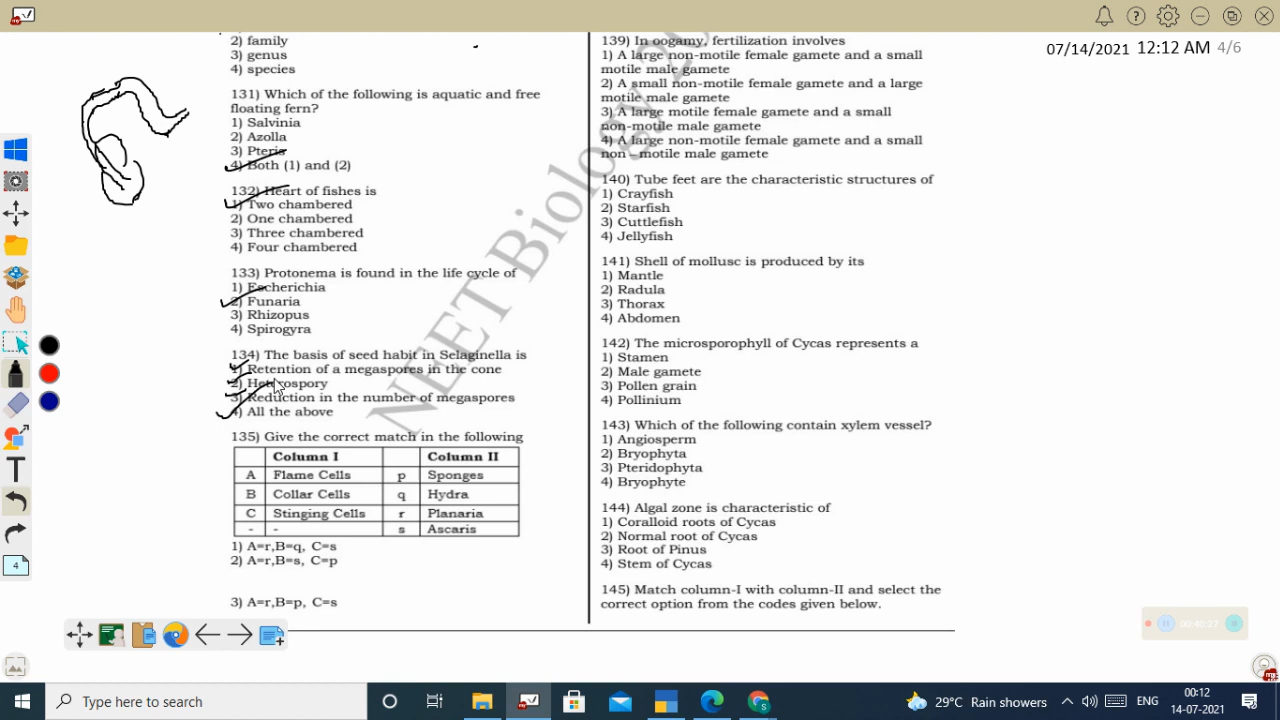 07/14/2021 12:12 AM 4/6
2) family
3) genus
4) species
131) Which of the following is aquatic and free
floating fern?
1) Salvinia
2) Azolla
3) Pteris
4) Both (1) and (2)
132) Heart of fishes is
1) Two chambered
2) One chambered
3) Three chambered
4) Four chambered
133) Protonema is found in the life cycle of
1) Escherichia
2) Funaria
3) Rhizopus
4) Spirogyra
134) The basis of seed habit in Selaginella is
1) Retention of a megaspores in the cone
2) Heterospory
3) Reduction in the number of megaspores
4) All the above
135) Give the correct match in the following
Column I Column II
A Flame Cells p Sponges
B Collar Cells q Hydra
C Stinging Cells r Planaria
- - s Ascaris
1) A=r,B=q, C=s
2) A=r,B=s, C=p
3) A=r,B=p, C=s
139) In oogamy, fertilization involves
1) A large non-motile female gamete and a small
motile male gamete
2) A small non-motile female gamete and a large
motile male gamete
3) A large motile female gamete and a small
non-motile male gamete
4) A large non-motile female gamete and a small
non-motile male gamete
140) Tube feet are the characteristic structures of
1) Crayfish
2) Starfish
3) Cuttlefish
4) Jellyfish
141) Shell of mollusc is produced by its
1) Mantle
2) Radula
3) Thorax
4) Abdomen
142) The microsporophyll of Cycas represents a
1) Stamen
2) Male gamete
3) Pollen grain
4) Pollinium
143) Which of the following contain xylem vessel?
1) Angiosperm
2) Bryophyta
3) Pteridophyta
4) Bryophyte
144) Algal zone is characteristic of
1) Coralloid roots of Cycas
2) Normal root of Cycas
3) Root of Pinus
4) Stem of Cycas
145) Match column-I with column-II and select the
correct option from the codes given below.
NEET Biology 20
4
00:40:27
Type here to search
29°C Rain showers
ENG
00:12
14-07-2021